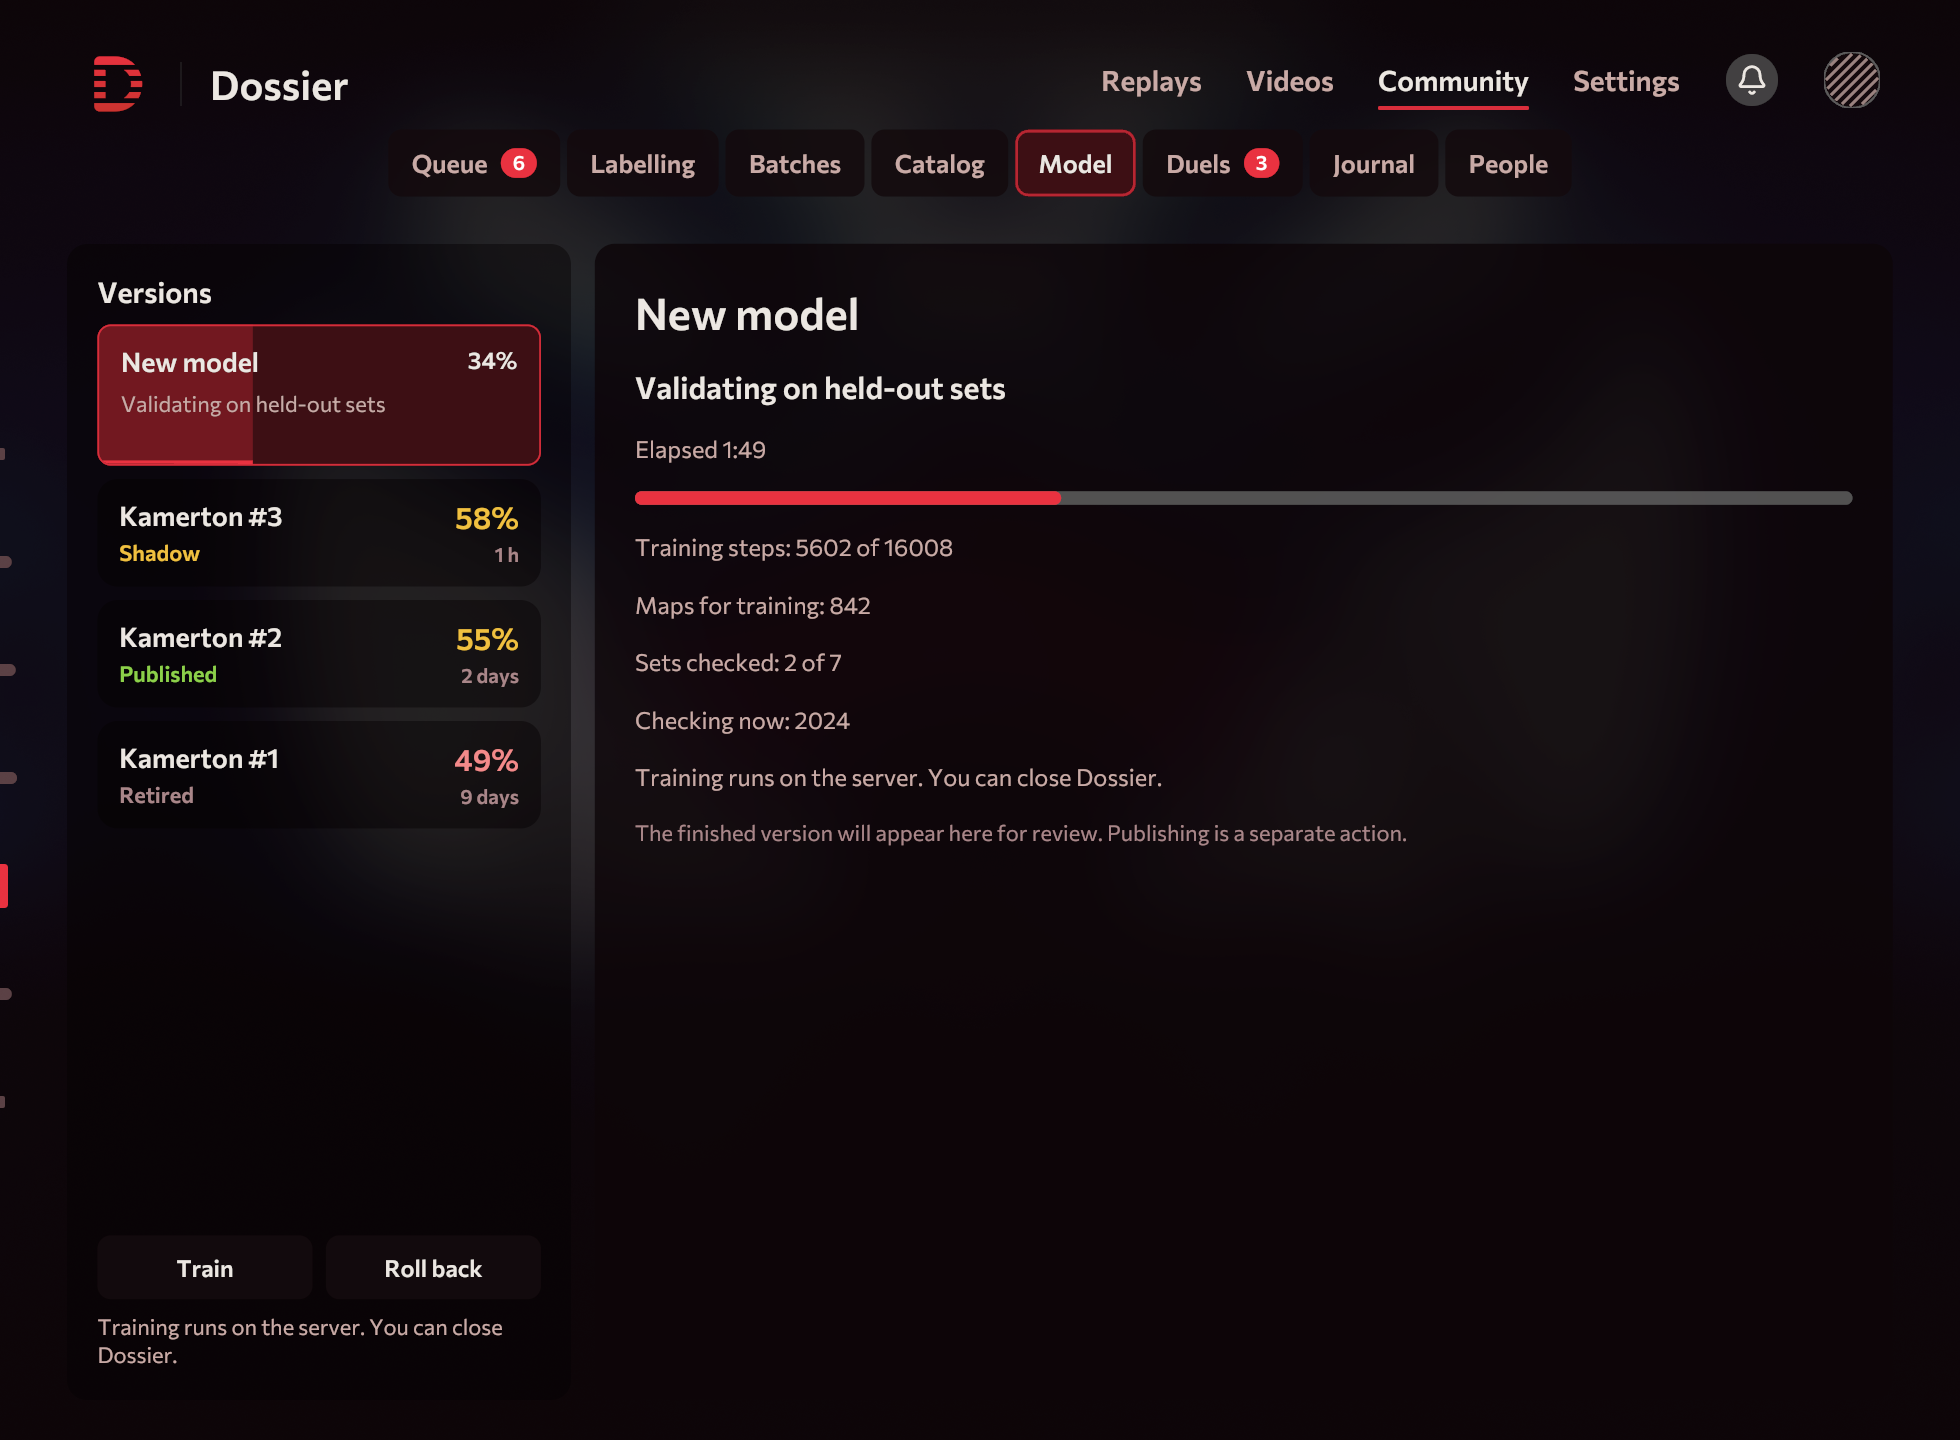 Dossier
Replays Videos Community Settings
Queue 6 Labelling Batches Catalog Model Duels 3 Journal People
Versions
New model 34%
Validating on held-out sets
Kamerton #3 58%
Shadow 1 h
Kamerton #2 55%
Published 2 days
Kamerton #1 49%
Retired 9 days
Train Roll back
Training runs on the server. You can close
Dossier.
New model
Validating on held-out sets
Elapsed 1:49
Training steps: 5602 of 16008
Maps for training: 842
Sets checked: 2 of 7
Checking now: 2024
Training runs on the server. You can close Dossier.
The finished version will appear here for review. Publishing is a separate action.